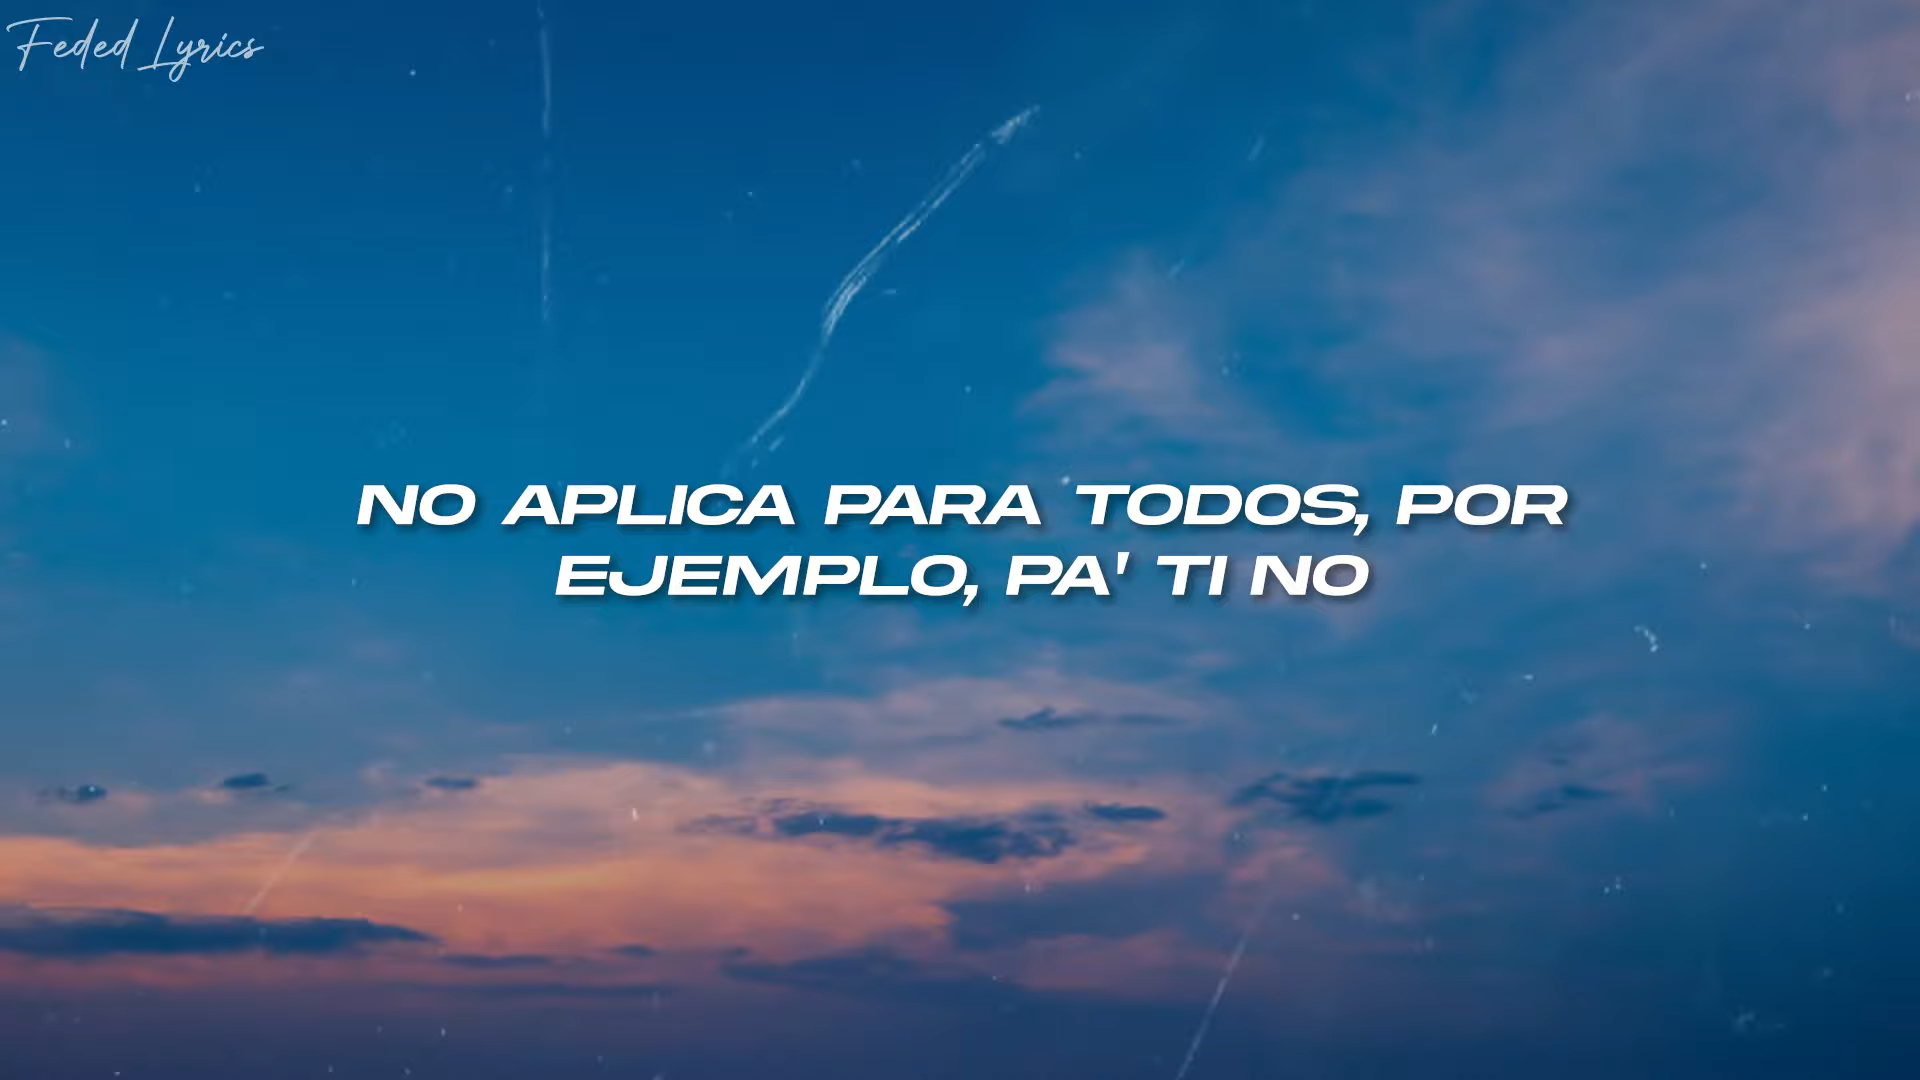 Feded Lyrics
NO APLICA PARA TODOS, POR
EJEMPLO, PA' TI NO